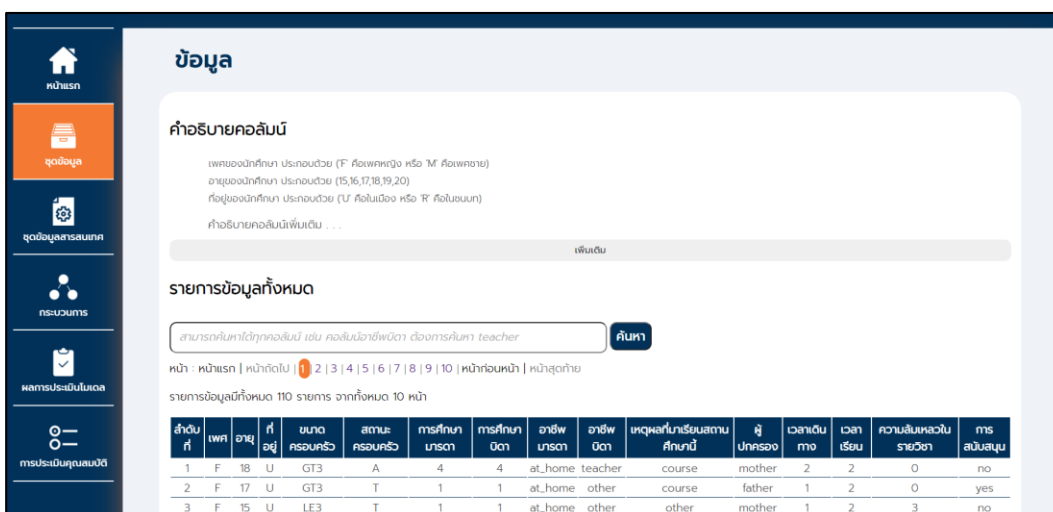 ข้อมูล
หน้าแรก
ชุดข้อมูล
ชุดข้อมูลสารสนเทศ
กระบวนการ
ผลการประเมินโมเดล
การประเมินคุณสมบัติ
คำอธิบายคอลัมน์
เพศของนักศึกษา ประกอบด้วย ('F' คือเพศหญิง หรือ 'M' คือเพศชาย)
อายุของนักศึกษา ประกอบด้วย (15,16,17,18,19,20)
ที่อยู่ของนักศึกษา ประกอบด้วย ('U' คือในเมือง หรือ 'R' คือในชนบท)
คำอธิบายคอลัมน์เพิ่มเติม . . .
เพิ่มเติม
รายการข้อมูลทั้งหมด
สามารถค้นหาได้ทุกคอลัมน์ เช่น คอลัมน์อาชีพบิดา ต้องการค้นหา teacher ค้นหา
หน้า : หน้าแรก | หน้าถัดไป | 1 | 2 | 3 | 4 | 5 | 6 | 7 | 8 | 9 | 10 | หน้าก่อนหน้า | หน้าสุดท้าย
รายการข้อมูลมีทั้งหมด 110 รายการ จากทั้งหมด 10 หน้า
ลำดับที่ เพศ อายุ ที่อยู่ ขนาดครอบครัว สถานะครอบครัว การศึกษามารดา การศึกษาบิดา อาชีพมารดา อาชีพบิดา เหตุผลที่มาเรียนสถานศึกษานี้ ผู้ปกครอง เวลาเดินทาง เวลาเรียน ความล้มเหลวในรายวิชา การสนับสนุน
1 F 18 U GT3 A 4 4 at_home teacher course mother 2 2 0 no
2 F 17 U GT3 T 1 1 at_home other course father 1 2 0 yes
3 F 15 U LE3 T 1 1 at_home other other mother 1 2 3 no